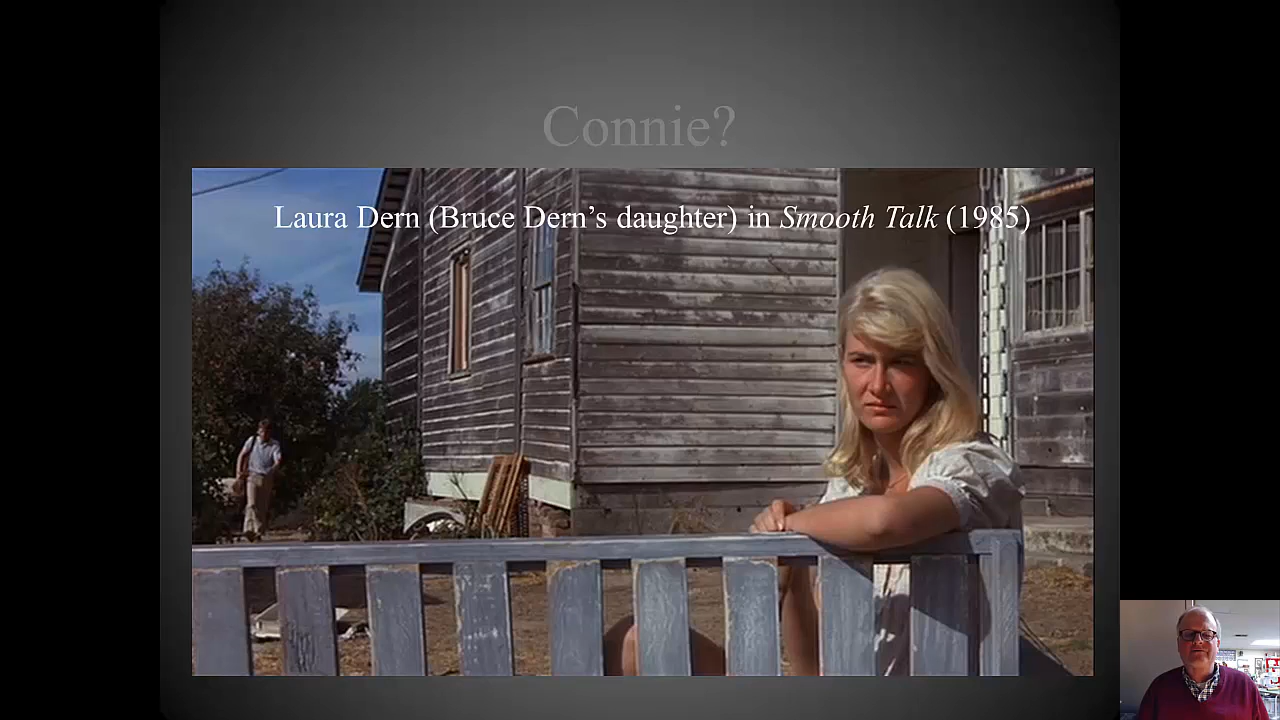 Connie?
Laura Dern (Bruce Dern’s daughter) in Smooth Talk (1985)